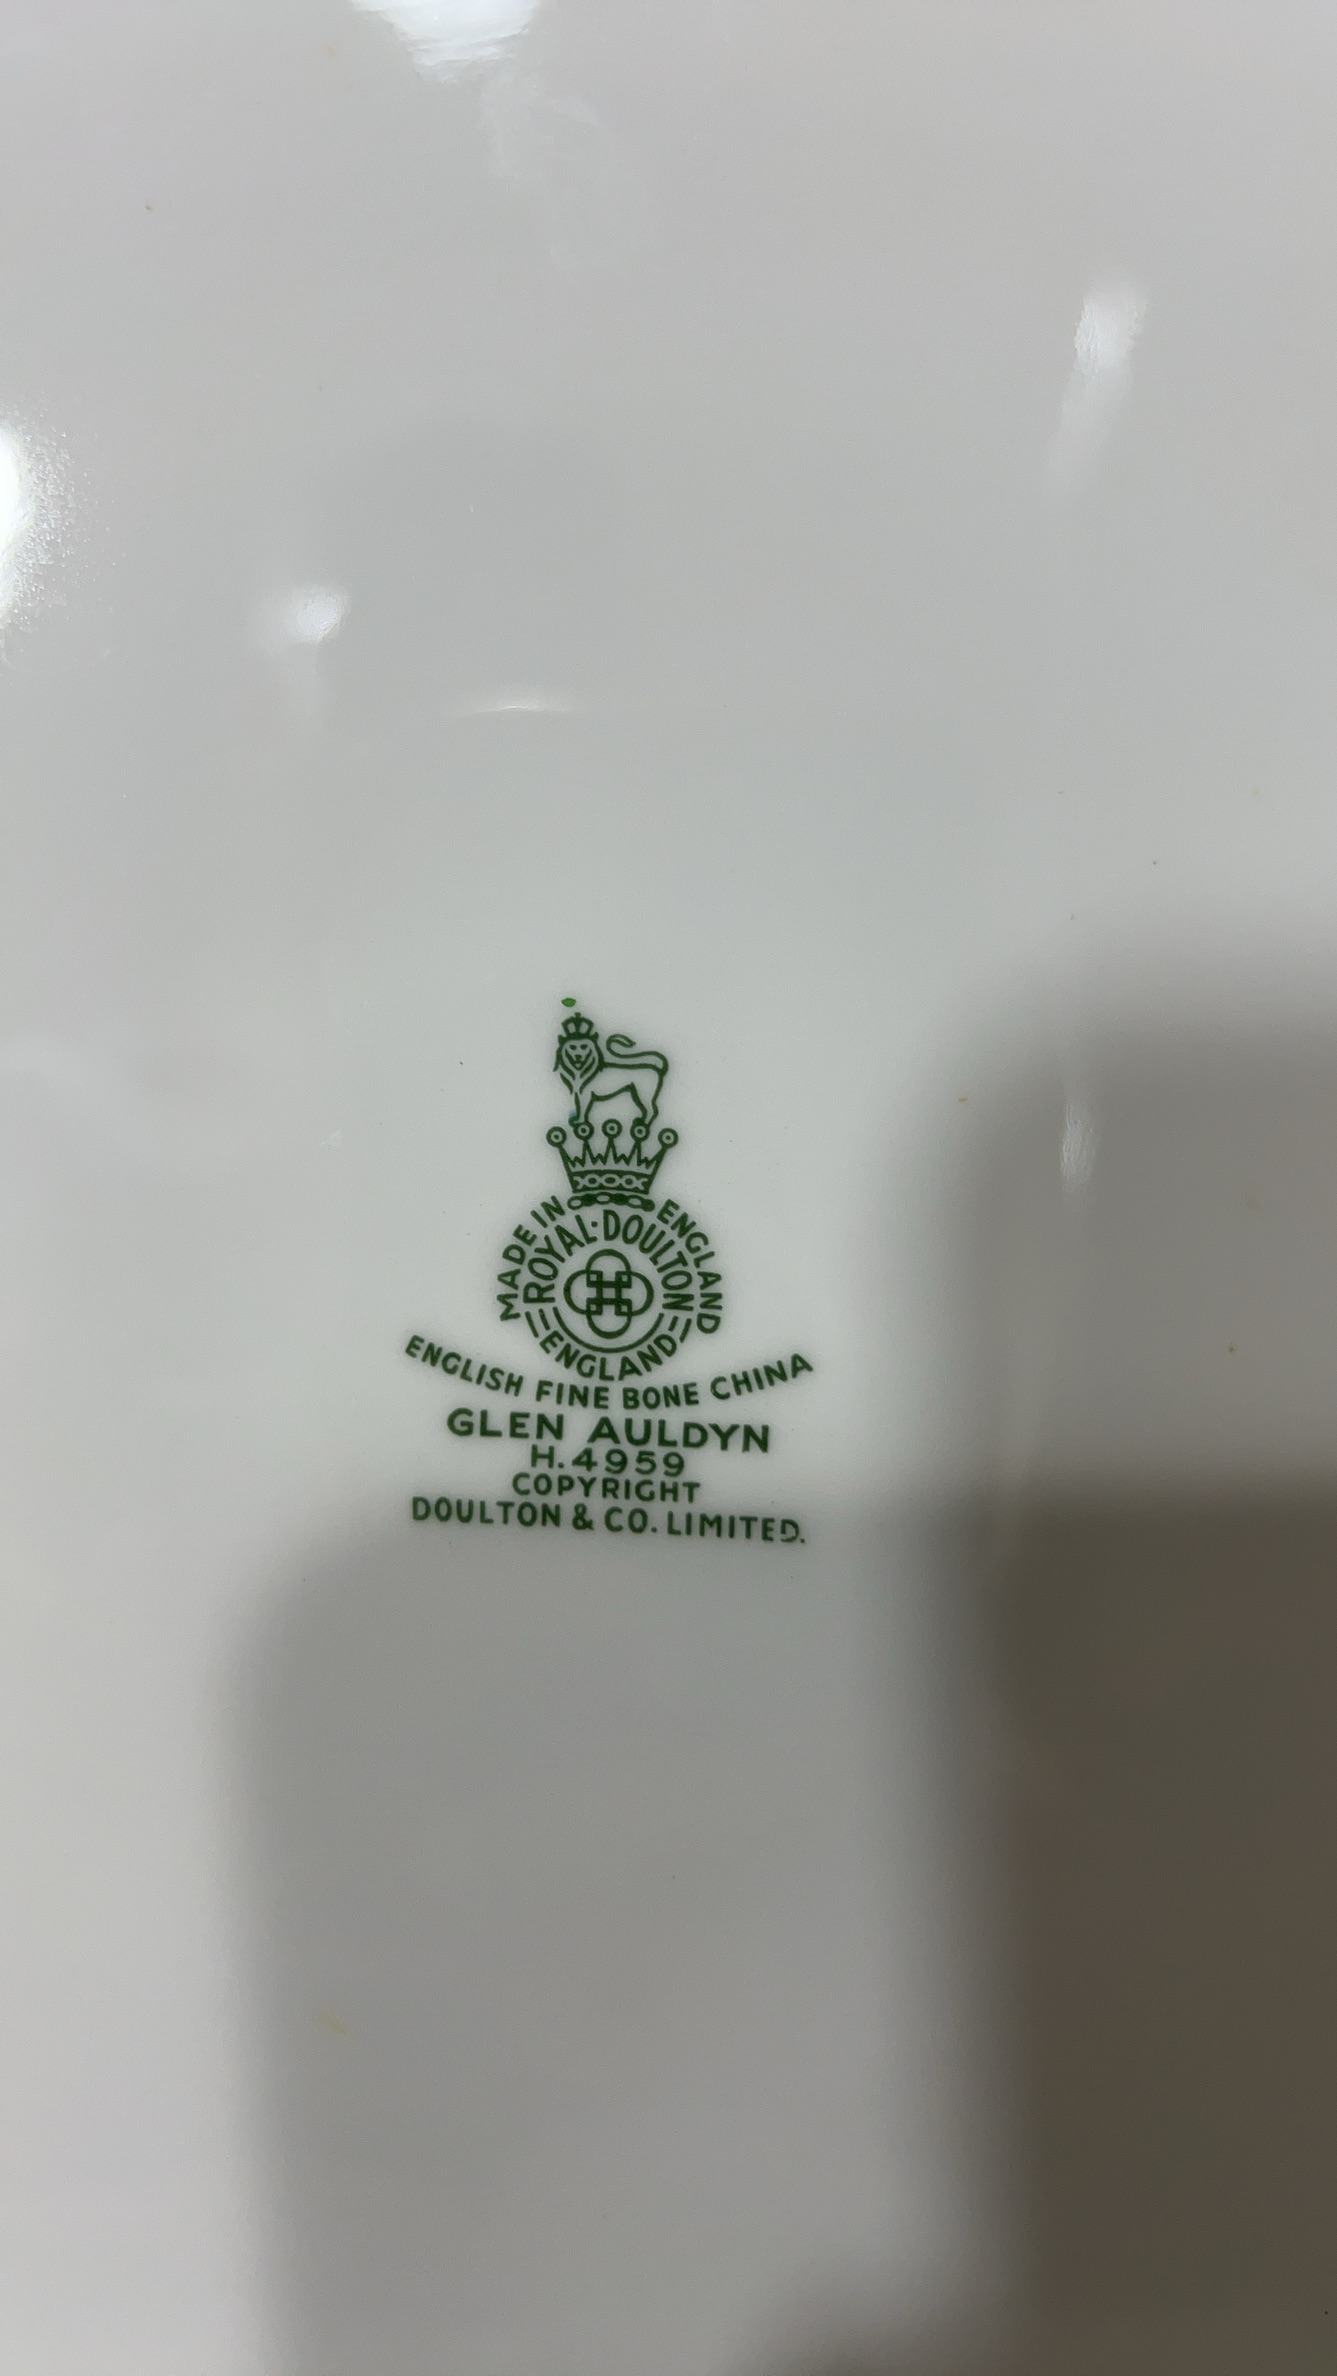 MADE IN ENGLAND
ROYAL·DOULTON
ENGLAND
ENGLISH FINE BONE CHINA
GLEN AULDYN
H.4959
COPYRIGHT
DOULTON & CO. LIMITED.